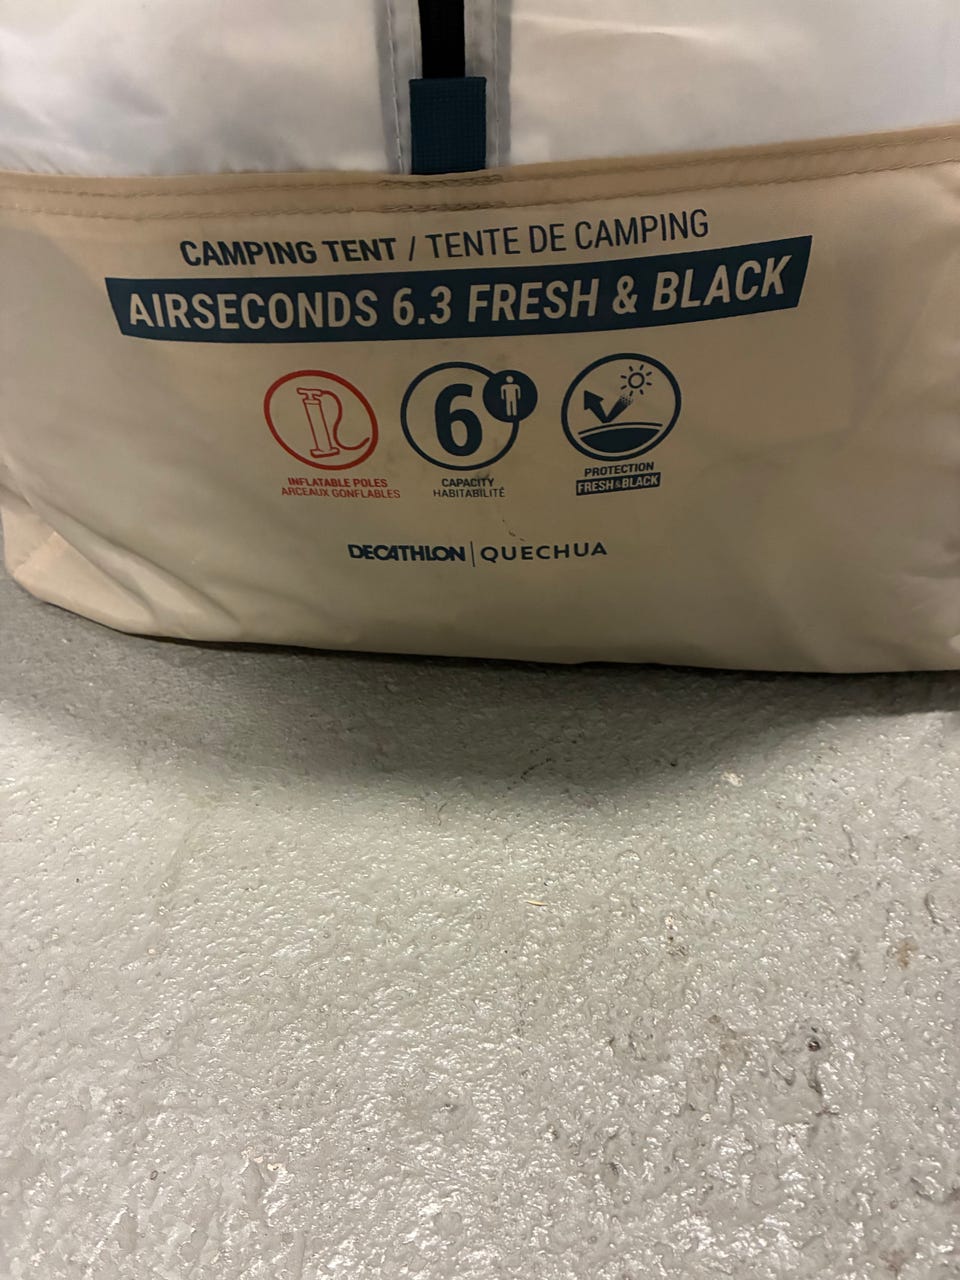 CAMPING TENT / TENTE DE CAMPING
AIRSECONDS 6.3 FRESH & BLACK
6
INFLATABLE POLES
ARCEAUX GONFLABLES
CAPACITY
HABITABILITÉ
PROTECTION
FRESH&BLACK
DECATHLON | QUECHUA